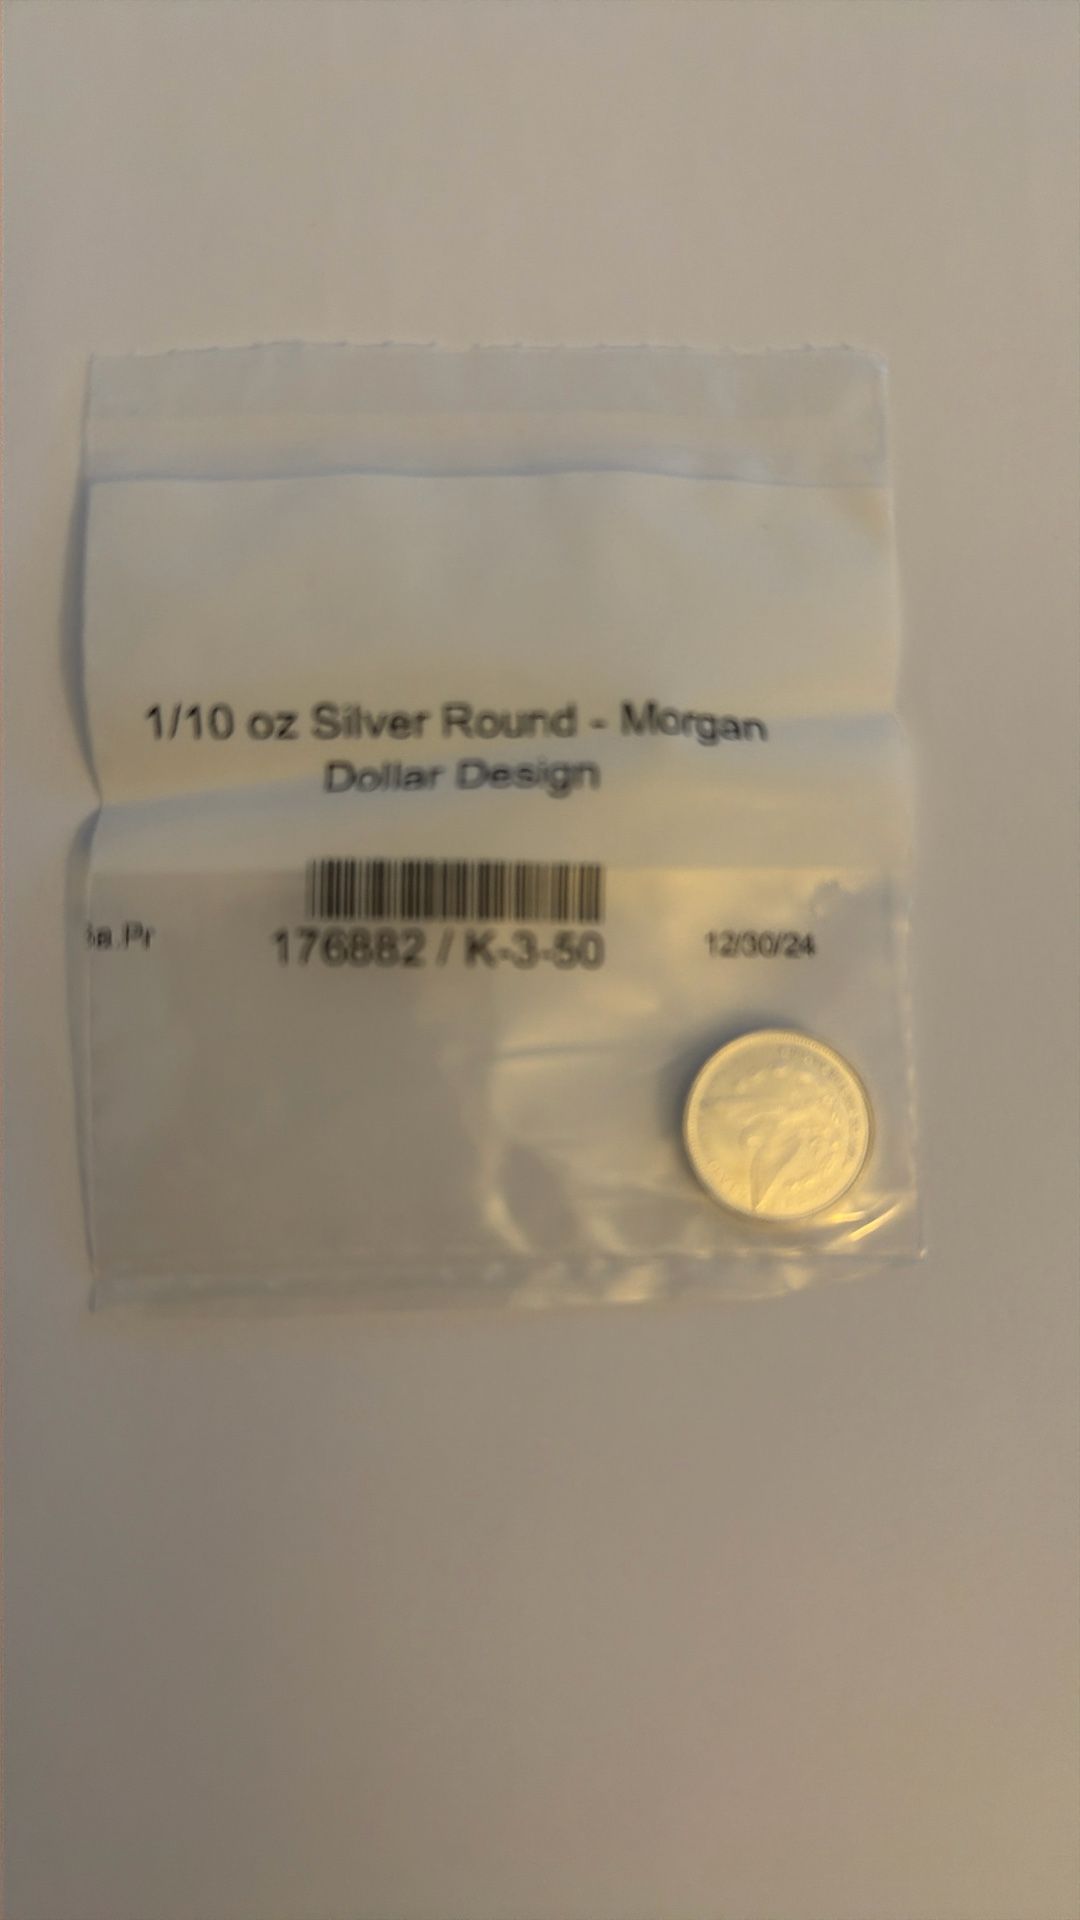 1/10 oz Silver Round - Morgan
Dollar Design
176882 / K-3-50
12/30/24